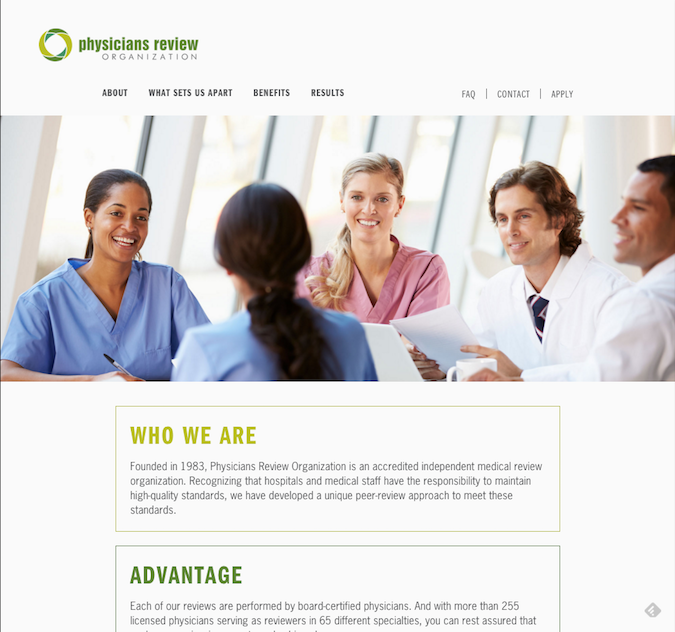 physicians review
ORGANIZATION
ABOUT WHAT SETS US APART BENEFITS RESULTS FAQ CONTACT APPLY
WHO WE ARE
Founded in 1983, Physicians Review Organization is an accredited independent medical review
organization. Recognizing that hospitals and medical staff have the responsibility to maintain
high-quality standards, we have developed a unique peer-review approach to meet these
standards.
ADVANTAGE
Each of our reviews are performed by board-certified physicians. And with more than 255
licensed physicians serving as reviewers in 65 different specialties, you can rest assured that